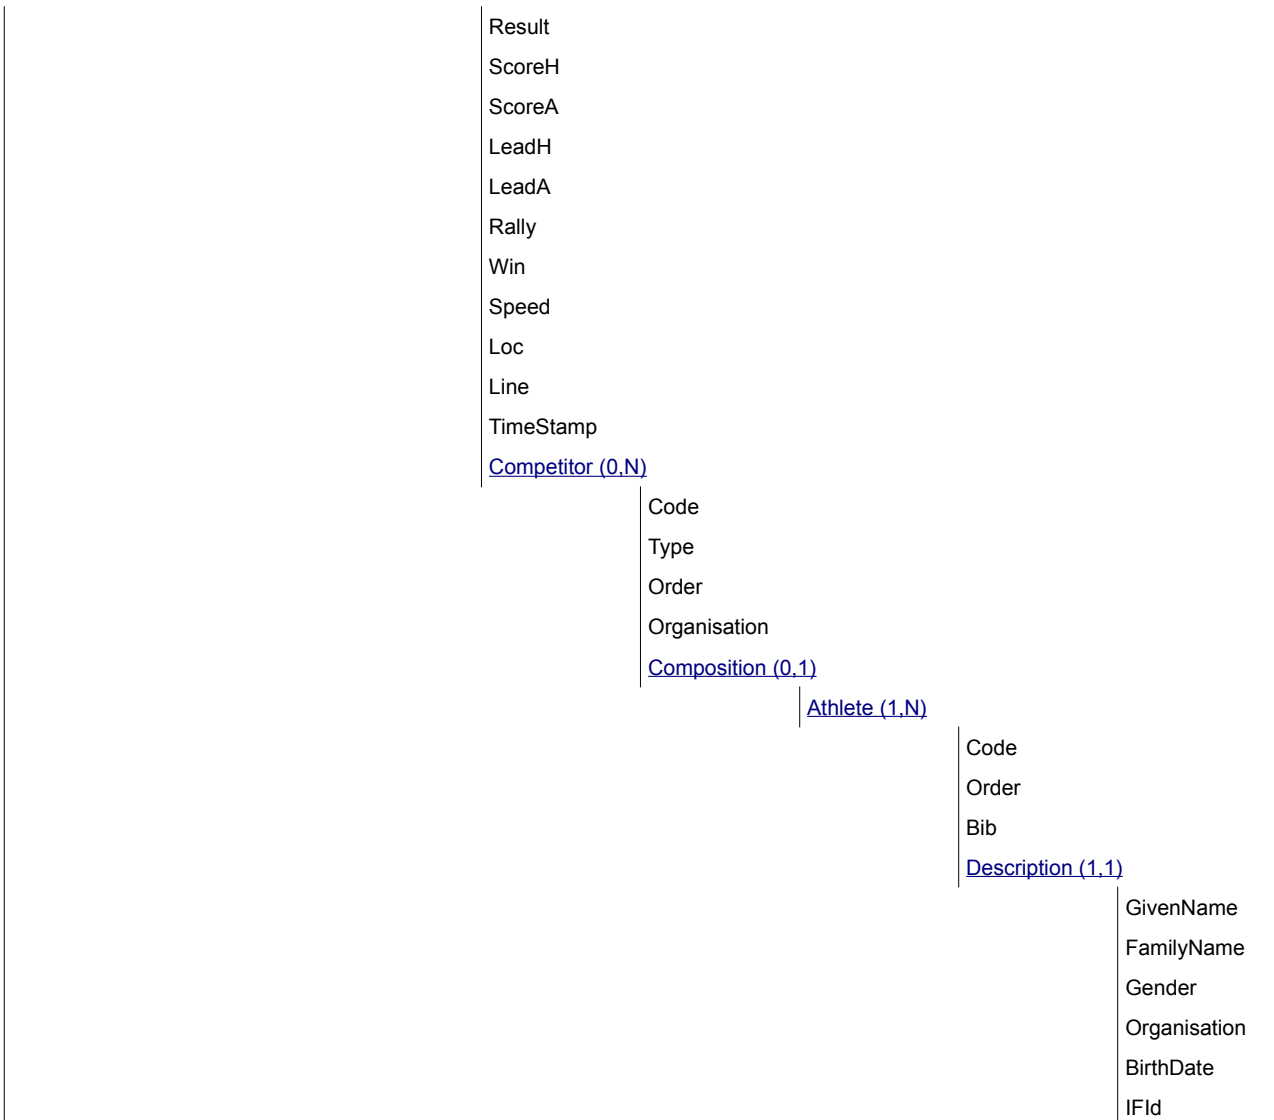 Result
ScoreH
ScoreA
LeadH
LeadA
Rally
Win
Speed
Loc
Line
TimeStamp
Competitor (0,N)
Code
Type
Order
Organisation
Composition (0,1)
Athlete (1,N)
Code
Order
Bib
Description (1,1)
GivenName
FamilyName
Gender
Organisation
BirthDate
IFId